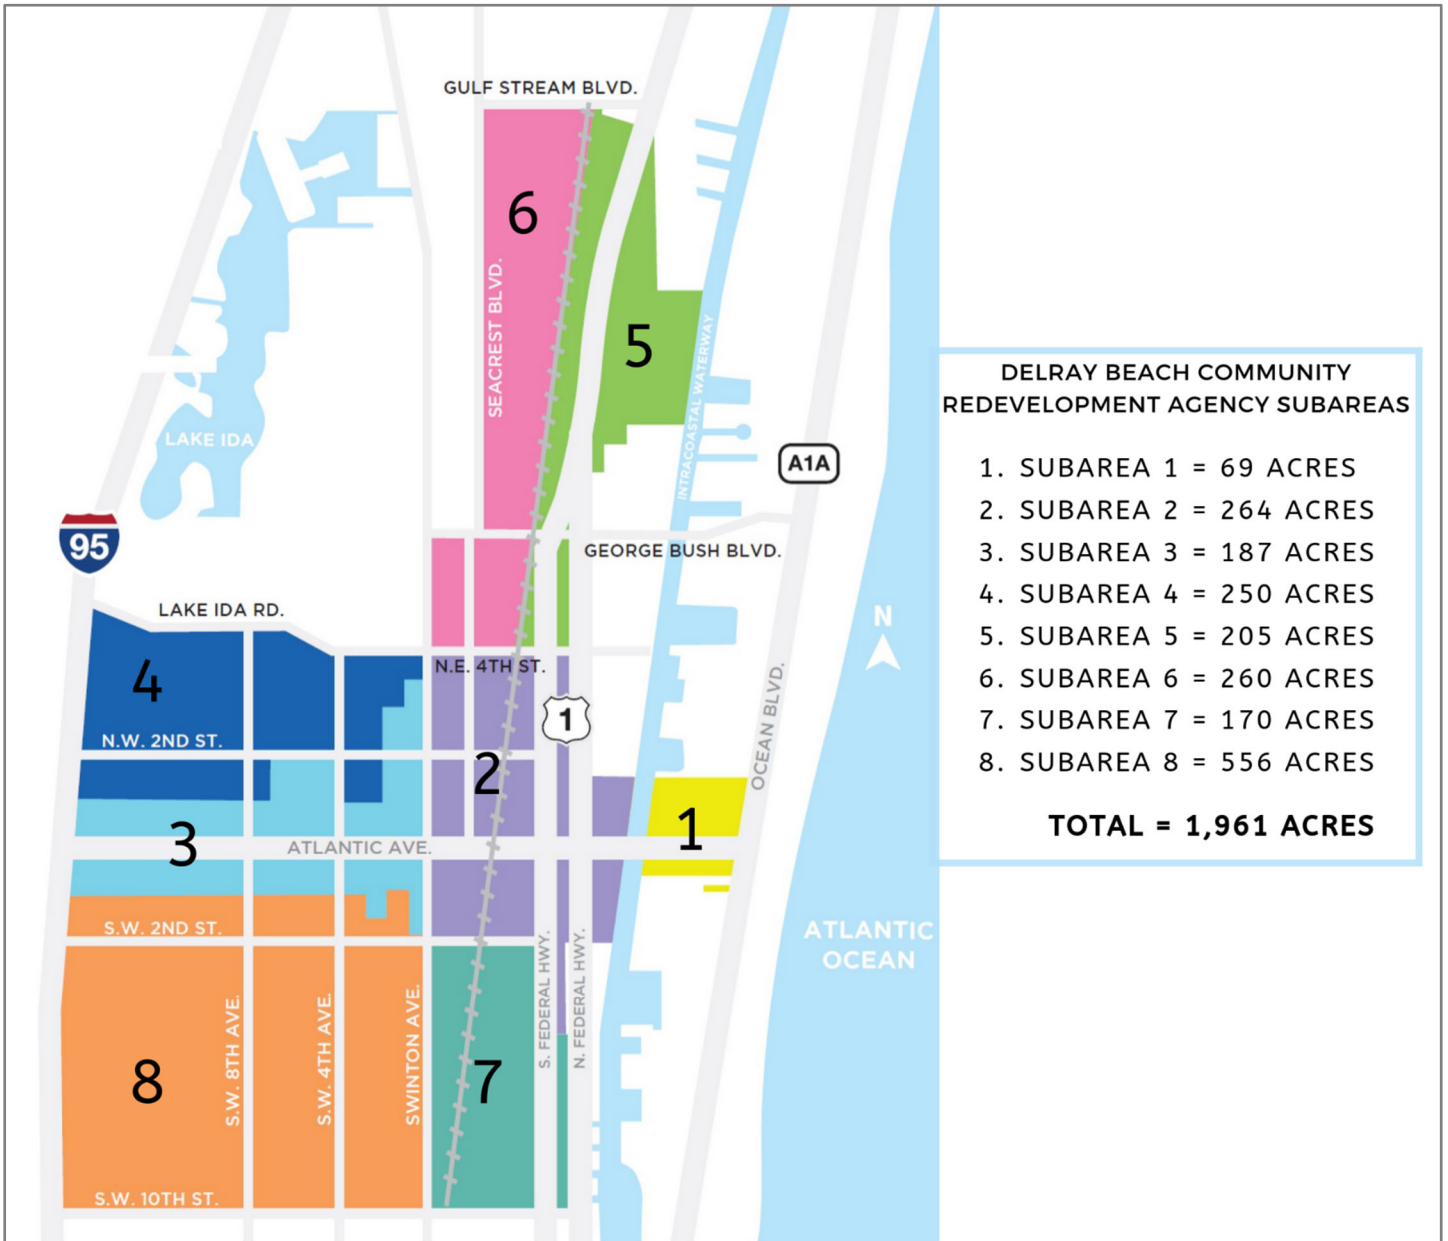 GULF STREAM BLVD.
6
SEACREST BLVD.
5
INTRACOASTAL WATERWAY
LAKE IDA
A1A
95
GEORGE BUSH BLVD.
LAKE IDA RD.
N
4
N.E. 4TH ST.
1
N.W. 2ND ST.
2
OCEAN BLVD.
3
ATLANTIC AVE.
1
S.W. 2ND ST.
ATLANTIC
OCEAN
S. FEDERAL HWY.
N. FEDERAL HWY.
S.W. 8TH AVE.
S.W. 4TH AVE.
SWINTON AVE.
8
7
S.W. 10TH ST.
DELRAY BEACH COMMUNITY
REDEVELOPMENT AGENCY SUBAREAS
1. SUBAREA 1 = 69 ACRES
2. SUBAREA 2 = 264 ACRES
3. SUBAREA 3 = 187 ACRES
4. SUBAREA 4 = 250 ACRES
5. SUBAREA 5 = 205 ACRES
6. SUBAREA 6 = 260 ACRES
7. SUBAREA 7 = 170 ACRES
8. SUBAREA 8 = 556 ACRES
TOTAL = 1,961 ACRES